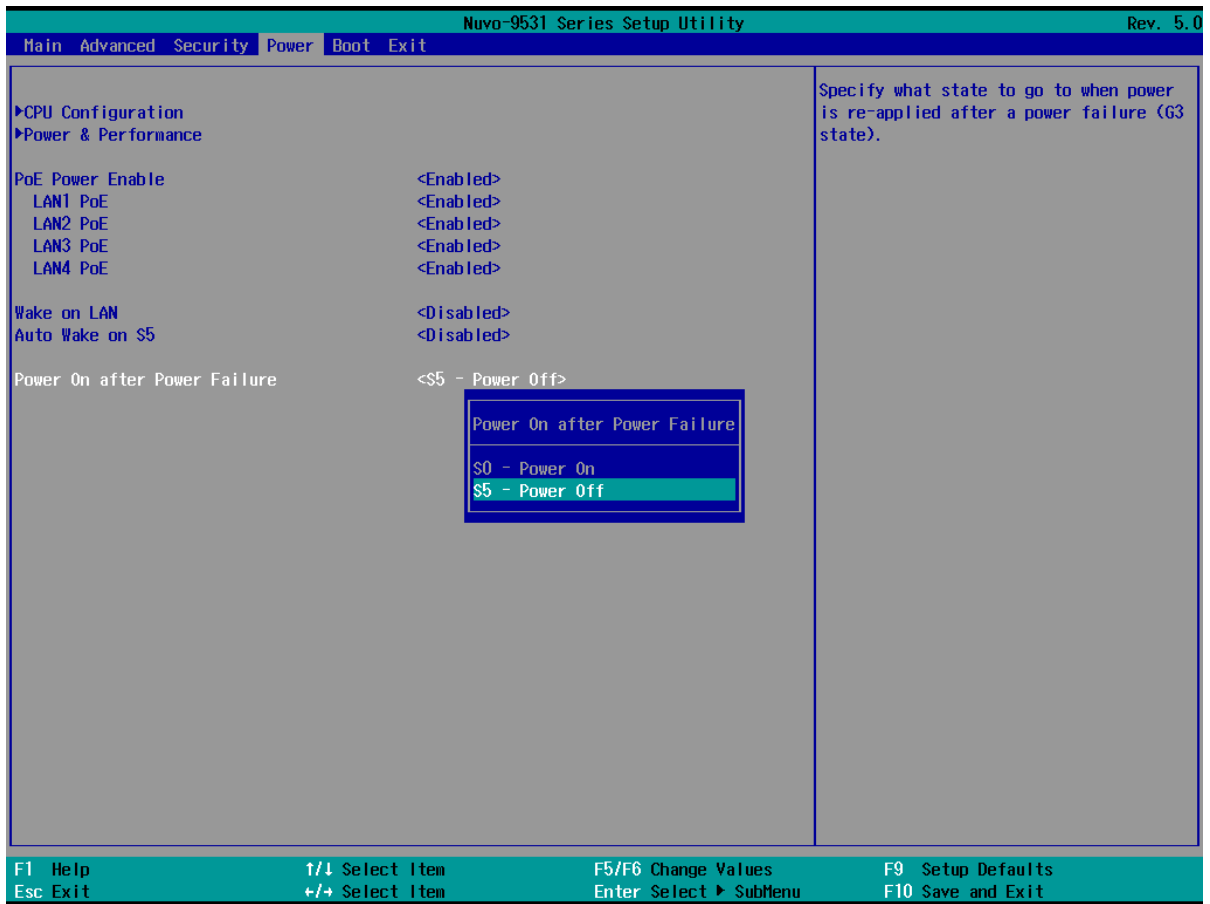 Nuvo-9531 Series Setup Utility Rev. 5.0
Main Advanced Security Power Boot Exit
Specify what state to go to when power
is re-applied after a power failure (G3
state).
▶CPU Configuration
▶Power & Performance
PoE Power Enable <Enabled>
LAN1 PoE <Enabled>
LAN2 PoE <Enabled>
LAN3 PoE <Enabled>
LAN4 PoE <Enabled>
Wake on LAN <Disabled>
Auto Wake on S5 <Disabled>
Power On after Power Failure <S5 - Power Off>
Power On after Power Failure
S0 - Power On
S5 - Power Off
F1 Help ↑/↓ Select Item F5/F6 Change Values F9 Setup Defaults
Esc Exit ←/→ Select Item Enter Select ▶ SubMenu F10 Save and Exit